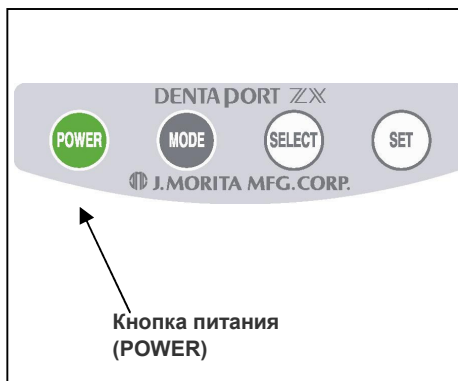 DENTAPORT ZX
POWER MODE SELECT SET
J.MORITA MFG.CORP.
Кнопка питания
(POWER)